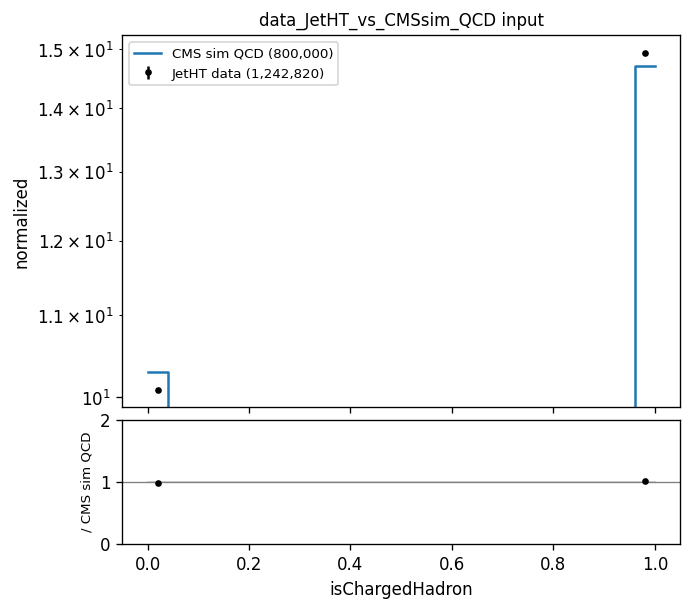 data_JetHT_vs_CMSsim_QCD input
CMS sim QCD (800,000)
JetHT data (1,242,820)
normalized
1.5 × 10¹
1.4 × 10¹
1.3 × 10¹
1.2 × 10¹
1.1 × 10¹
10¹
/ CMS sim QCD
2
1
0
0.0 0.2 0.4 0.6 0.8 1.0
isChargedHadron